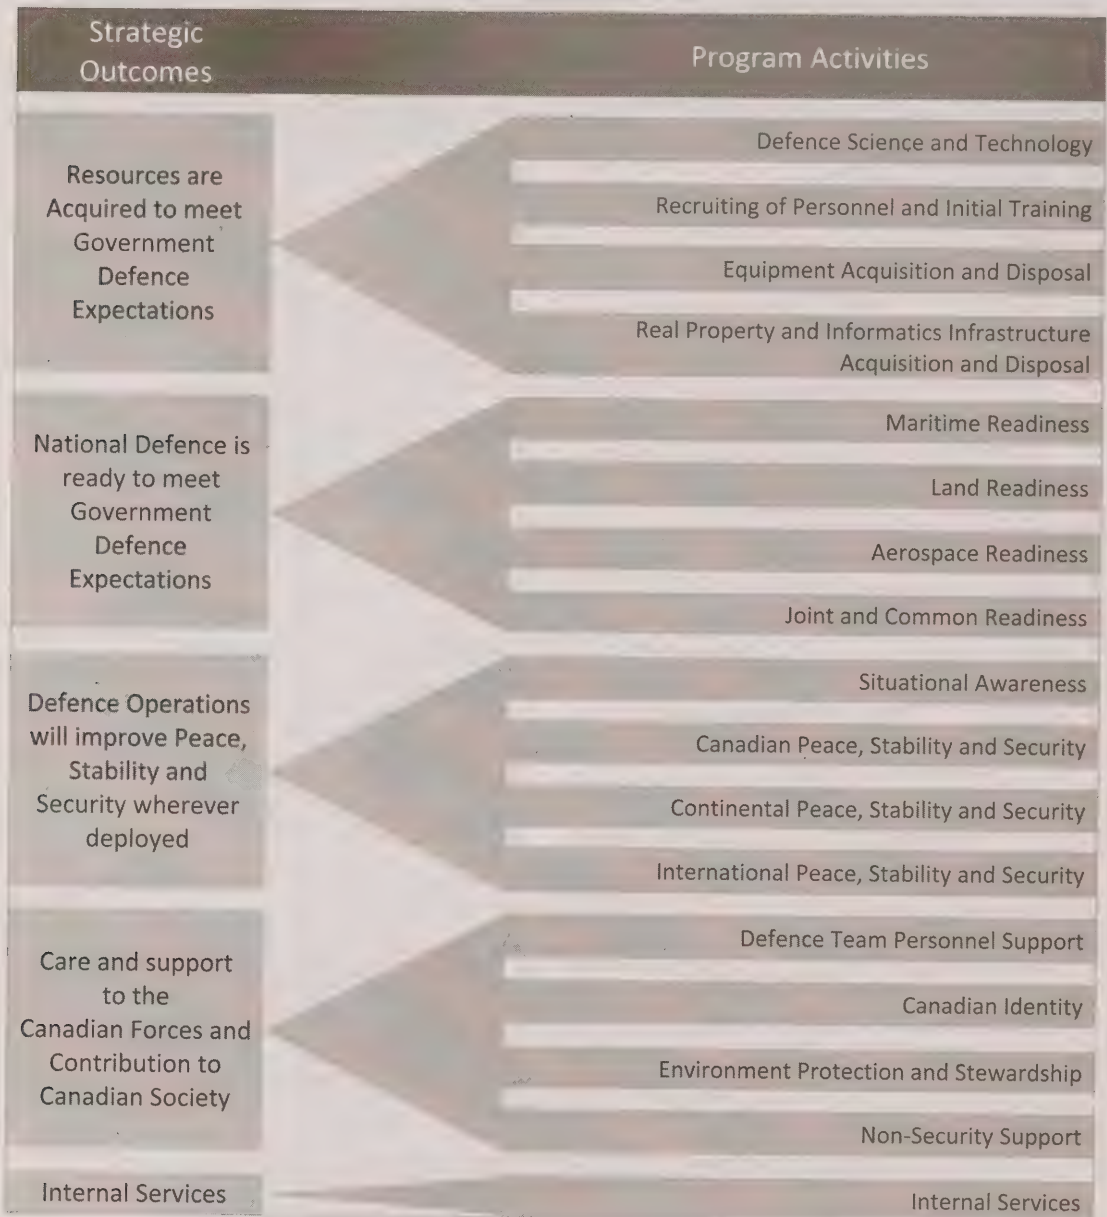 Strategic
Outcomes
Program Activities
Resources are
Acquired to meet
Government
Defence
Expectations
Defence Science and Technology
Recruiting of Personnel and Initial Training
Equipment Acquisition and Disposal
Real Property and Informatics Infrastructure
Acquisition and Disposal
National Defence is
ready to meet
Government
Defence
Expectations
Maritime Readiness
Land Readiness
Aerospace Readiness
Joint and Common Readiness
Defence Operations
will improve Peace,
Stability and
Security wherever
deployed
Situational Awareness
Canadian Peace, Stability and Security
Continental Peace, Stability and Security
International Peace, Stability and Security
Care and support
to the
Canadian Forces and
Contribution to
Canadian Society
Defence Team Personnel Support
Canadian Identity
Environment Protection and Stewardship
Non-Security Support
Internal Services
Internal Services